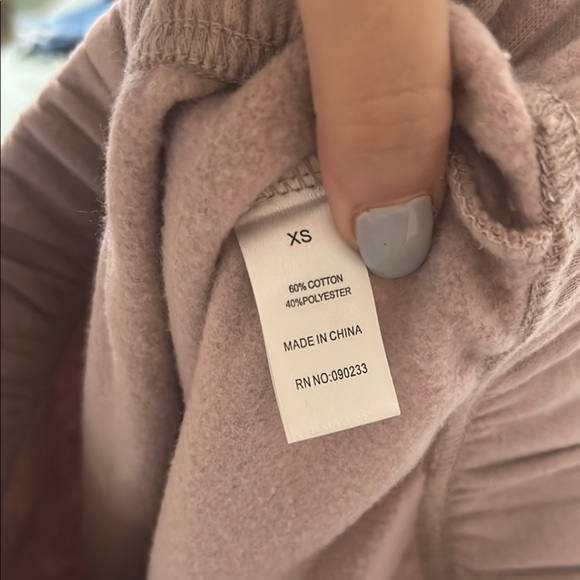 XS
60% COTTON
40%POLYESTER
MADE IN CHINA
RN NO:090233